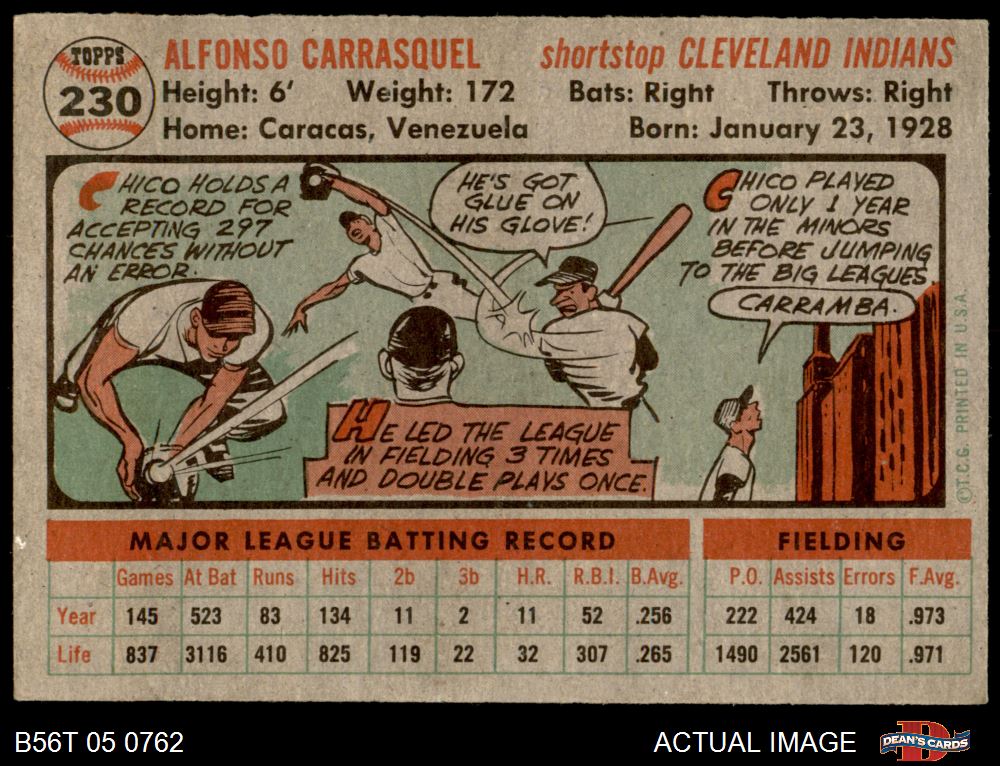 TOPPS
230
ALFONSO CARRASQUEL
shortstop CLEVELAND INDIANS
Height: 6' Weight: 172 Bats: Right Throws: Right
Home: Caracas, Venezuela Born: January 23, 1928
CHICO HOLDS A
RECORD FOR
ACCEPTING 297
CHANCES WITHOUT
AN ERROR.
HE'S GOT
GLUE ON
HIS GLOVE!
CHICO PLAYED
ONLY 1 YEAR
IN THE MINORS
BEFORE JUMPING
TO THE BIG LEAGUES
CARRAMBA.
HE LED THE LEAGUE
IN FIELDING 3 TIMES
AND DOUBLE PLAYS ONCE.
©T.C.G. PRINTED IN U.S.A.
MAJOR LEAGUE BATTING RECORD FIELDING
Games At Bat Runs Hits 2b 3b H.R. R.B.I. B.Avg. P.O. Assists Errors F.Avg.
Year 145 523 83 134 11 2 11 52 .256 222 424 18 .973
Life 837 3116 410 825 119 22 32 307 .265 1490 2561 120 .971
B56T 05 0762
ACTUAL IMAGE
D
DEAN'S CARDS